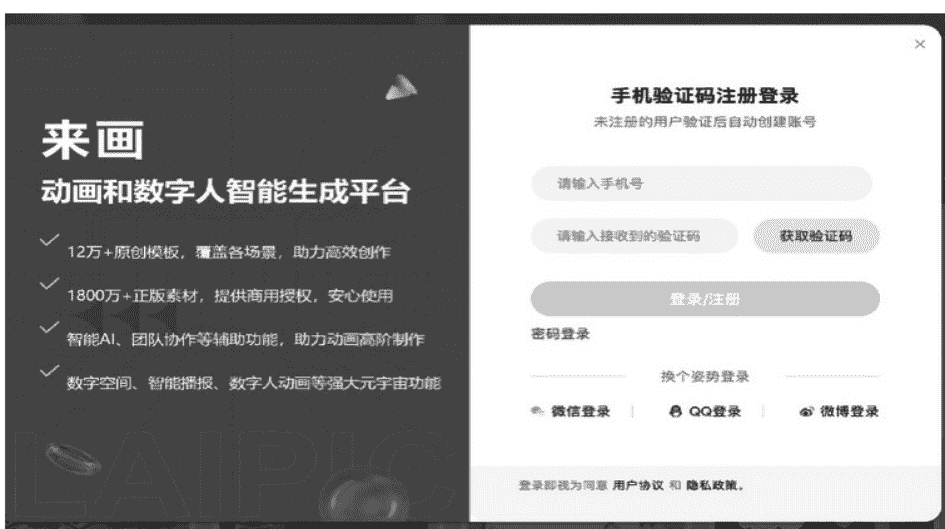 来画
动画和数字人智能生成平台
12万+原创模板，覆盖各场景，助力高效创作
1800万+正版素材，提供商用授权，安心使用
智能AI、团队协作等辅助功能，助力动画高阶制作
数字空间、智能播报、数字人动画等强大元宇宙功能
LAIPIC
×
手机验证码注册登录
未注册的用户验证后自动创建账号
请输入手机号
请输入接收到的验证码 获取验证码
登录/注册
密码登录
换个姿势登录
微信登录 QQ登录 微博登录
登录即视为同意 用户协议 和 隐私政策。